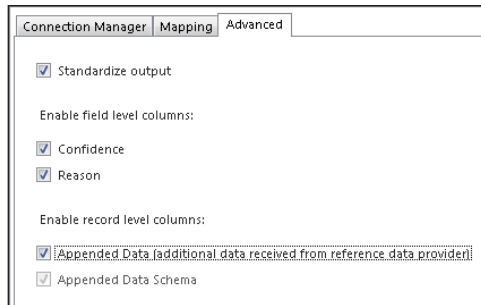 Connection Manager Mapping Advanced
Standardize output
Enable field level columns:
Confidence
Reason
Enable record level columns:
Appended Data (additional data received from reference data provider)
Appended Data Schema